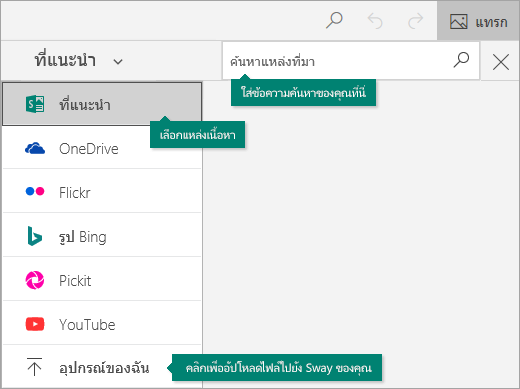 แทรก
ที่แนะนำ
ค้นหาแหล่งที่มา
ใส่ข้อความค้นหาของคุณที่นี่
ที่แนะนำ
เลือกแหล่งเนื้อหา
OneDrive
Flickr
รูป Bing
Pickit
YouTube
อุปกรณ์ของฉัน
คลิกเพื่ออัปโหลดไฟล์ไปยัง Sway ของคุณ